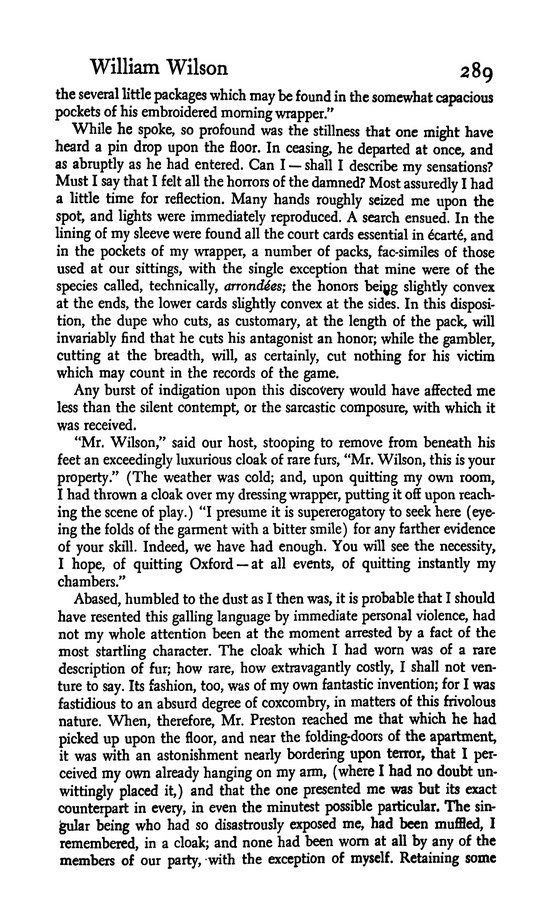 William Wilson 289
the several little packages which may be found in the somewhat capacious
pockets of his embroidered morning wrapper.”
While he spoke, so profound was the stillness that one might have
heard a pin drop upon the floor. In ceasing, he departed at once, and
as abruptly as he had entered. Can I — shall I describe my sensations?
Must I say that I felt all the horrors of the damned? Most assuredly I had
a little time for reflection. Many hands roughly seized me upon the
spot, and lights were immediately reproduced. A search ensued. In the
lining of my sleeve were found all the court cards essential in écarté, and
in the pockets of my wrapper, a number of packs, fac-similes of those
used at our sittings, with the single exception that mine were of the
species called, technically, arrondées; the honors being slightly convex
at the ends, the lower cards slightly convex at the sides. In this disposi-
tion, the dupe who cuts, as customary, at the length of the pack, will
invariably find that he cuts his antagonist an honor; while the gambler,
cutting at the breadth, will, as certainly, cut nothing for his victim
which may count in the records of the game.
Any burst of indigation upon this discovery would have affected me
less than the silent contempt, or the sarcastic composure, with which it
was received.
“Mr. Wilson,” said our host, stooping to remove from beneath his
feet an exceedingly luxurious cloak of rare furs, “Mr. Wilson, this is your
property.” (The weather was cold; and, upon quitting my own room,
I had thrown a cloak over my dressing wrapper, putting it off upon reach-
ing the scene of play.) “I presume it is supererogatory to seek here (eye-
ing the folds of the garment with a bitter smile) for any farther evidence
of your skill. Indeed, we have had enough. You will see the necessity,
I hope, of quitting Oxford — at all events, of quitting instantly my
chambers.”
Abased, humbled to the dust as I then was, it is probable that I should
have resented this galling language by immediate personal violence, had
not my whole attention been at the moment arrested by a fact of the
most startling character. The cloak which I had worn was of a rare
description of fur; how rare, how extravagantly costly, I shall not ven-
ture to say. Its fashion, too, was of my own fantastic invention; for I was
fastidious to an absurd degree of coxcombry, in matters of this frivolous
nature. When, therefore, Mr. Preston reached me that which he had
picked up upon the floor, and near the folding-doors of the apartment,
it was with an astonishment nearly bordering upon terror, that I per-
ceived my own already hanging on my arm, (where I had no doubt un-
wittingly placed it,) and that the one presented me was but its exact
counterpart in every, in even the minutest possible particular. The sin-
gular being who had so disastrously exposed me, had been muffled, I
remembered, in a cloak; and none had been worn at all by any of the
members of our party, with the exception of myself. Retaining some